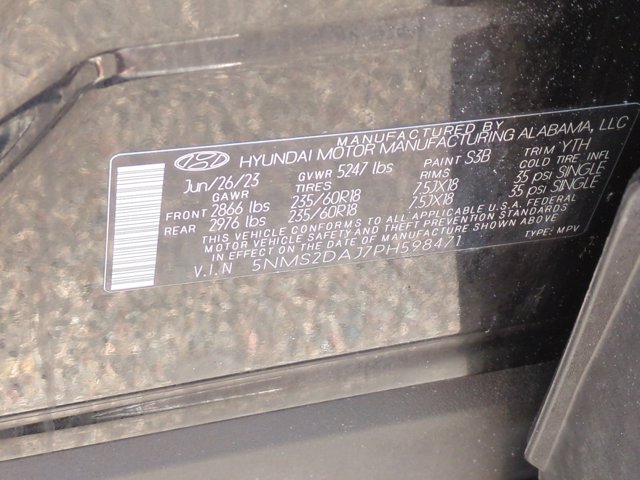 MANUFACTURED BY
HYUNDAI MOTOR MANUFACTURING ALABAMA, LLC
Jun/26/23 GVWR 5247 lbs PAINT S3B TRIM YTH
GAWR TIRES RIMS COLD TIRE INFL
FRONT 2866 lbs 235/60R18 7.5JX18 35 psi SINGLE
REAR 2976 lbs 235/60R18 7.5JX18 35 psi SINGLE
THIS VEHICLE CONFORMS TO ALL APPLICABLE U.S.A. FEDERAL
MOTOR VEHICLE SAFETY AND THEFT PREVENTION STANDARDS
IN EFFECT ON THE DATE OF MANUFACTURE SHOWN ABOVE
V.I.N 5NMS2DAJ7PH598471 TYPE: MPV